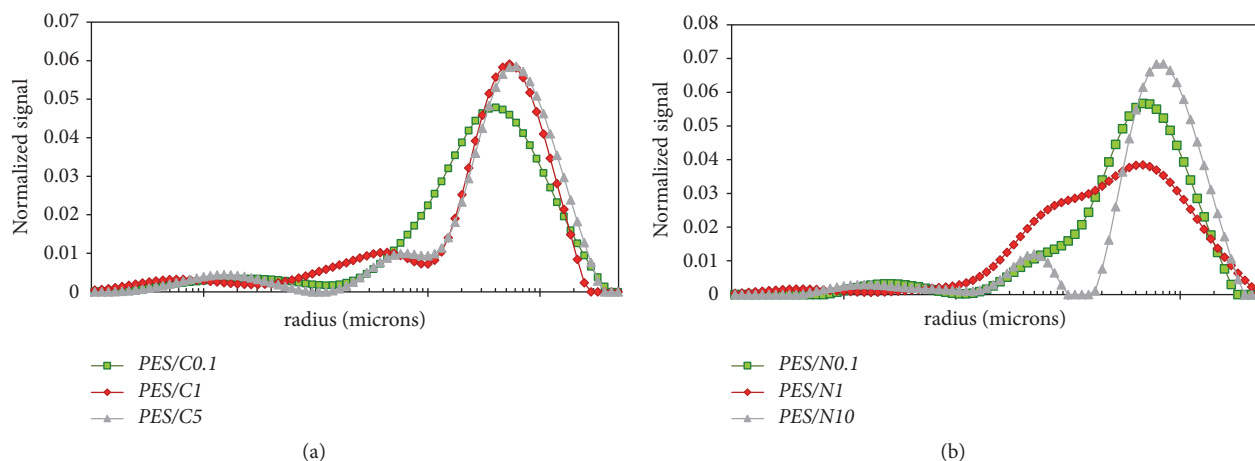 0.07
0.06
0.05
0.04
0.03
0.02
0.01
0
Normalized signal
radius (microns)
PES/C0.1
PES/C1
PES/C5
(a)
0.08
0.07
0.06
0.05
0.04
0.03
0.02
0.01
0.00
Normalized signal
radius (microns)
PES/N0.1
PES/N1
PES/N10
(b)